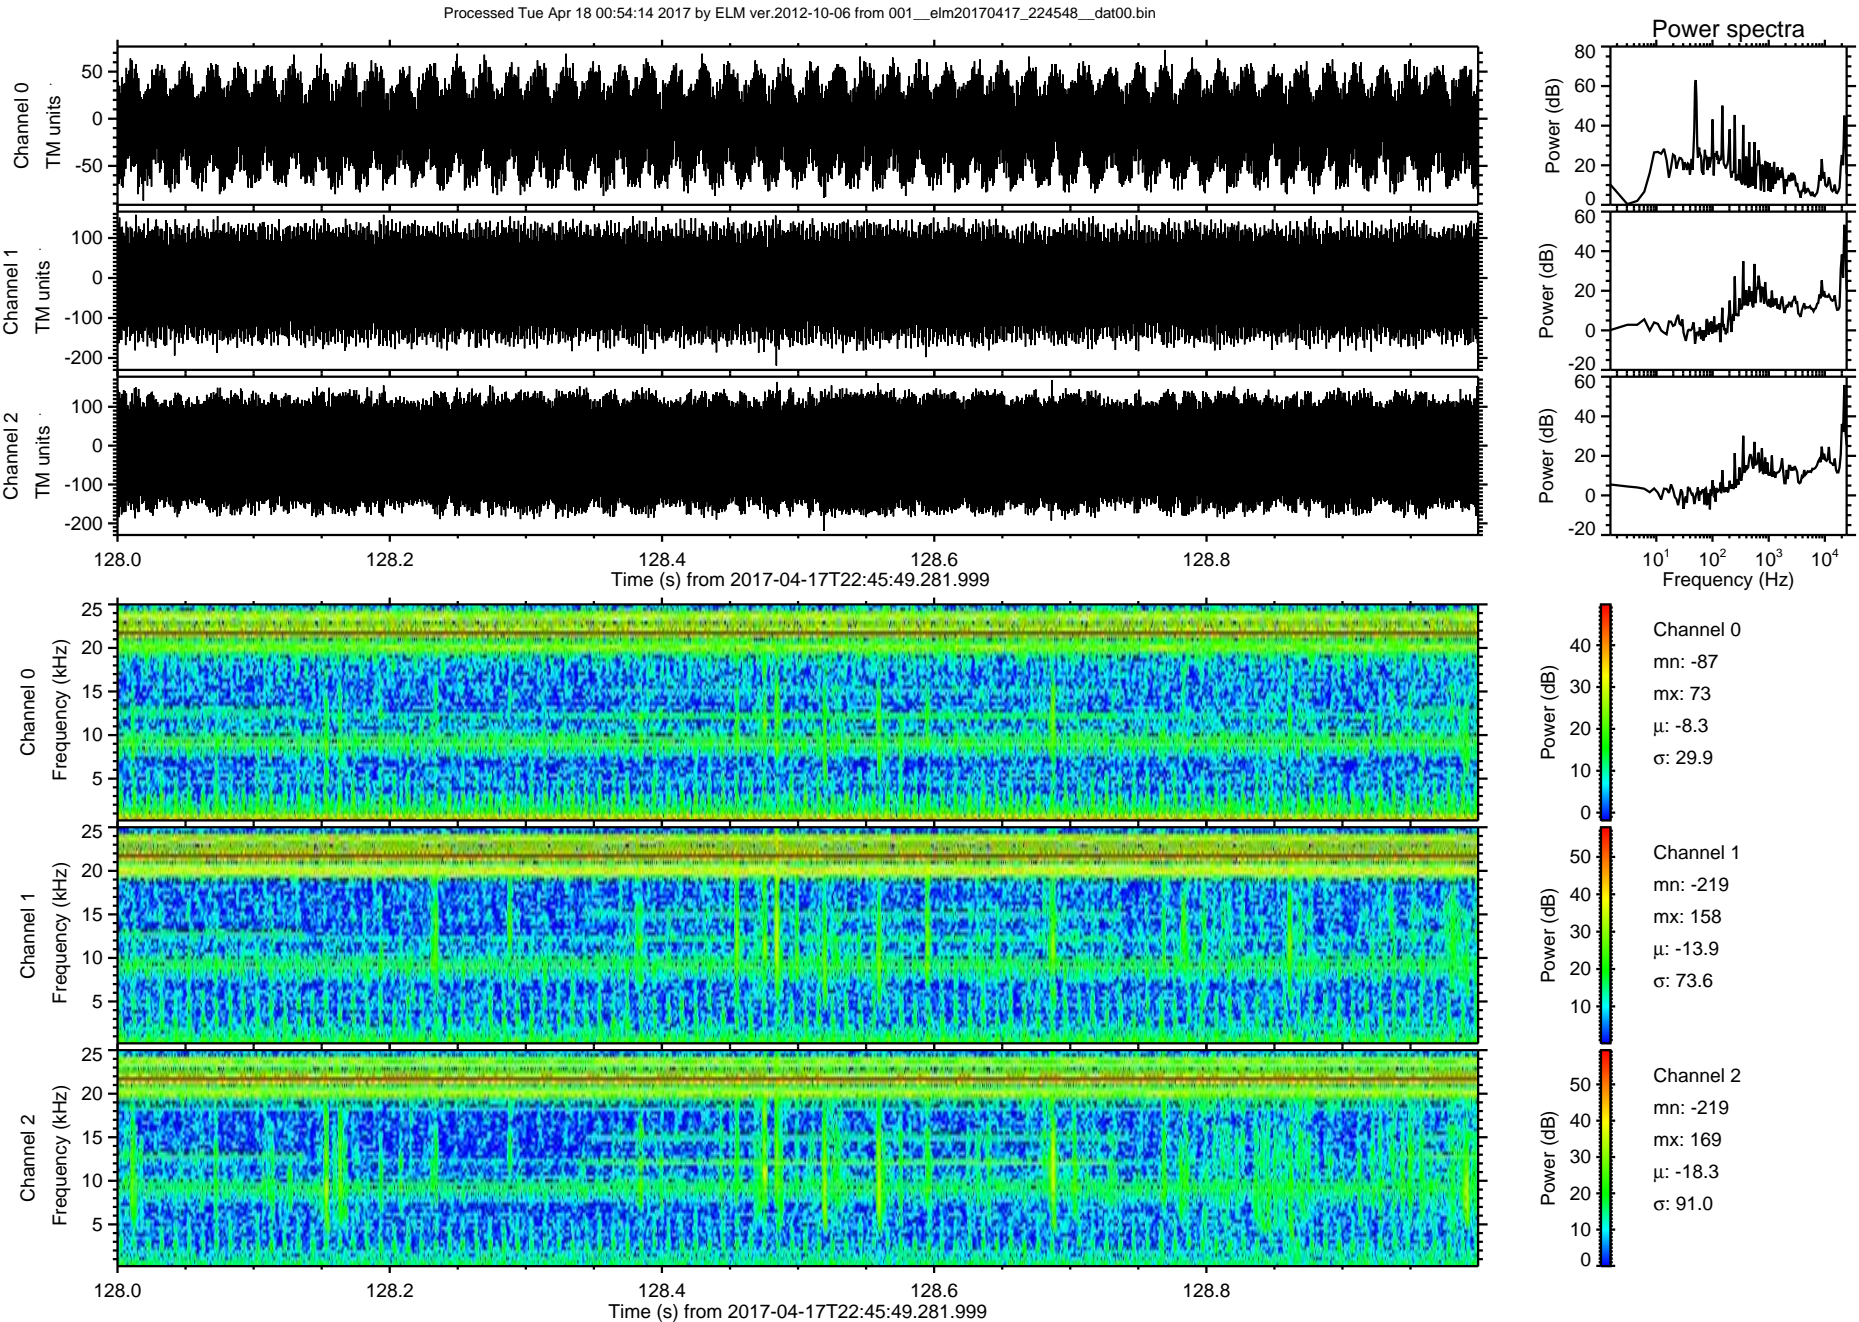 Processed Tue Apr 18 00:54:14 2017 by ELM ver.2012-10-06 from 001__elm20170417_224548__dat00.bin
Power spectra
Channel 0
TM units
50
0
-50
Power (dB)
80
60
40
20
0
Channel 1
TM units
100
0
-100
-200
Power (dB)
60
40
20
0
-20
Channel 2
TM units
100
0
-100
-200
Power (dB)
60
40
20
0
-20
128.0 128.2 128.4 128.6 128.8
Time (s) from 2017-04-17T22:45:49.281.999
10¹ 10² 10³ 10⁴
Frequency (Hz)
Channel 0
Frequency (kHz)
25
20
15
10
5
Power (dB)
40
30
20
10
0
Channel 0
mn: -87
mx: 73
μ: -8.3
σ: 29.9
Channel 1
Frequency (kHz)
25
20
15
10
5
Power (dB)
50
40
30
20
10
Channel 1
mn: -219
mx: 158
μ: -13.9
σ: 73.6
Channel 2
Frequency (kHz)
25
20
15
10
5
Power (dB)
50
40
30
20
10
0
Channel 2
mn: -219
mx: 169
μ: -18.3
σ: 91.0
128.0 128.2 128.4 128.6 128.8
Time (s) from 2017-04-17T22:45:49.281.999